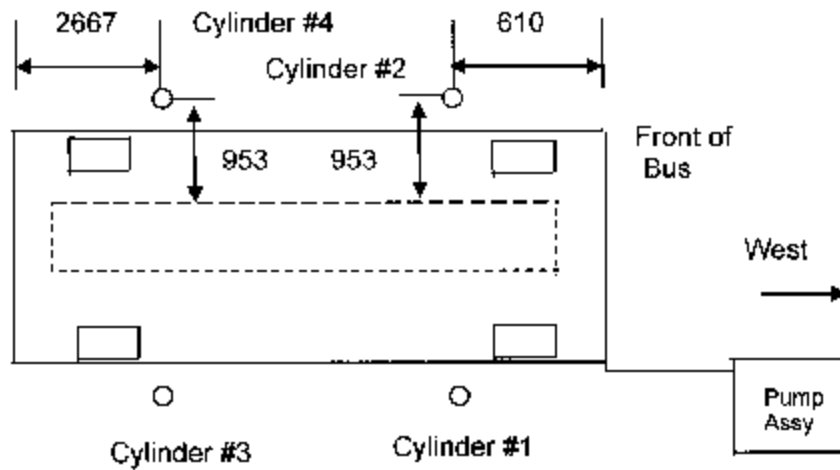 2667
Cylinder #4
610
Cylinder #2
953
953
Front of
Bus
West
Pump
Assy
Cylinder #3
Cylinder #1